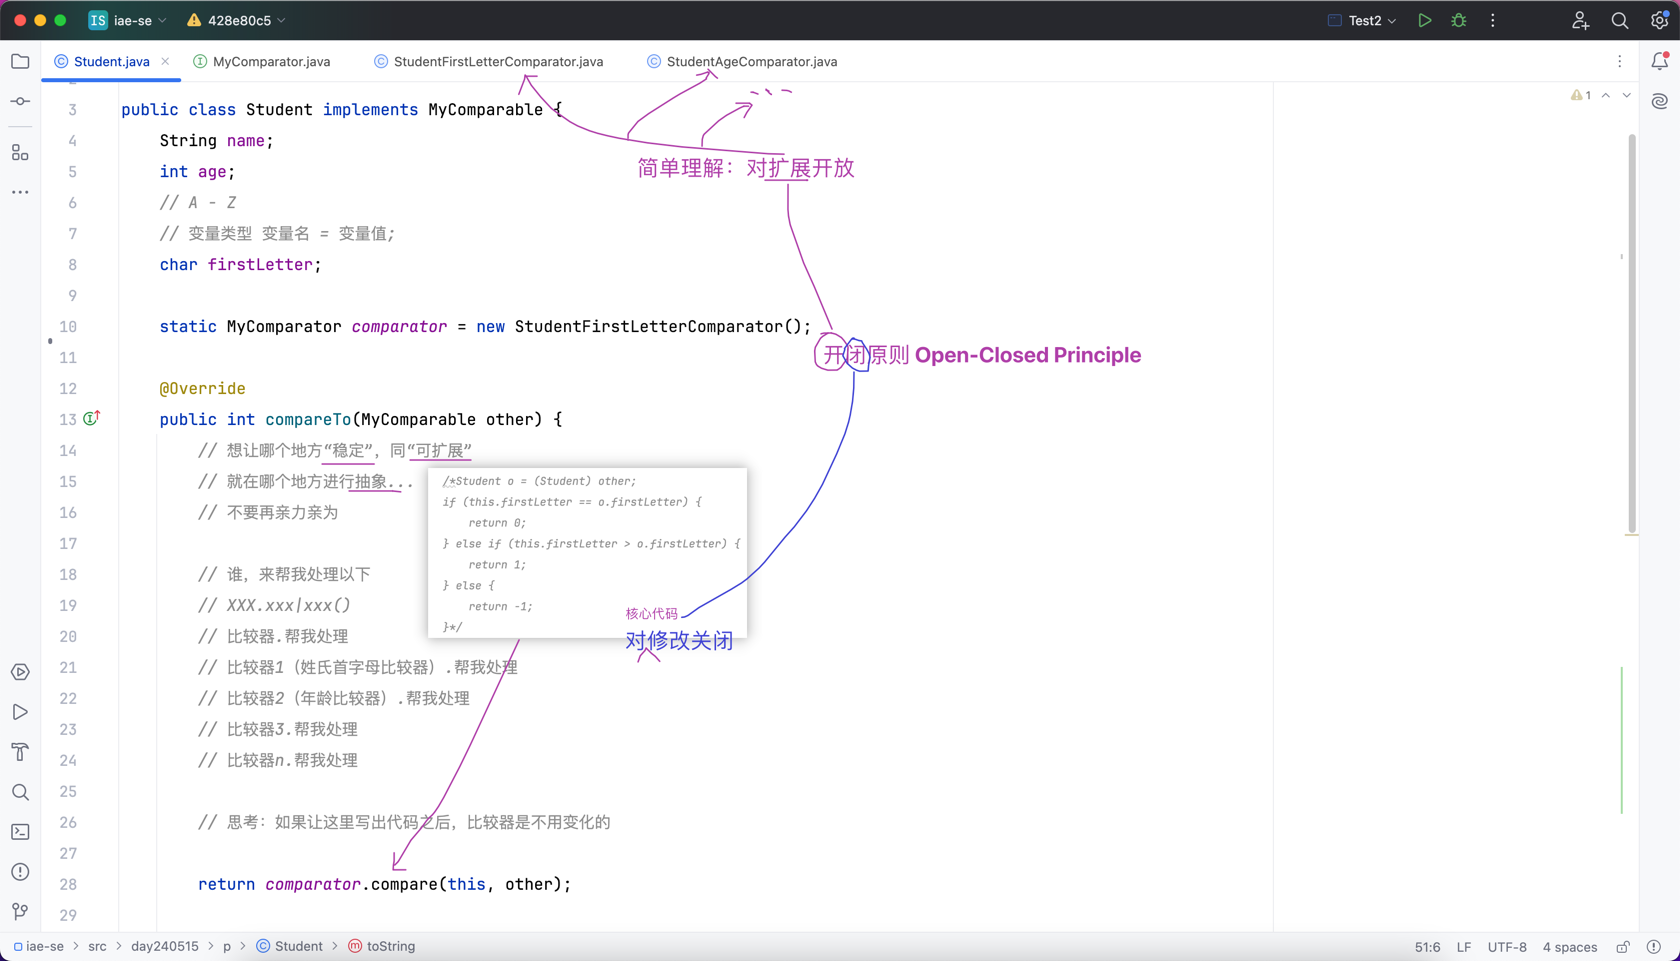 IS iae-se 428e80c5 Test2
Student.java MyComparator.java StudentFirstLetterComparator.java StudentAgeComparator.java
1
3 public class Student implements MyComparable {
4 String name;
5 int age;
简单理解：对扩展开放
6 // A - Z
7 // 变量类型 变量名 = 变量值;
8 char firstLetter;
9
10 static MyComparator comparator = new StudentFirstLetterComparator();
11
开闭原则 Open-Closed Principle
12 @Override
13 public int compareTo(MyComparable other) {
14 // 想让哪个地方“稳定”，同“可扩展”
15 // 就在哪个地方进行抽象...
16 // 不要再亲力亲为
17
18 // 谁，来帮我处理以下
19 // XXX.xxx|xxx()
20 // 比较器.帮我处理
21 // 比较器1（姓氏首字母比较器）.帮我处理
22 // 比较器2（年龄比较器）.帮我处理
23 // 比较器3.帮我处理
24 // 比较器n.帮我处理
25
26 // 思考：如果让这里写出代码之后，比较器是不用变化的
27
28 return comparator.compare(this, other);
29
/*Student o = (Student) other;
if (this.firstLetter == o.firstLetter) {
return 0;
} else if (this.firstLetter > o.firstLetter) {
return 1;
} else {
return -1;
}*/
核心代码
对修改关闭
iae-se > src > day240515 > p > Student > toString
51:6 LF UTF-8 4 spaces